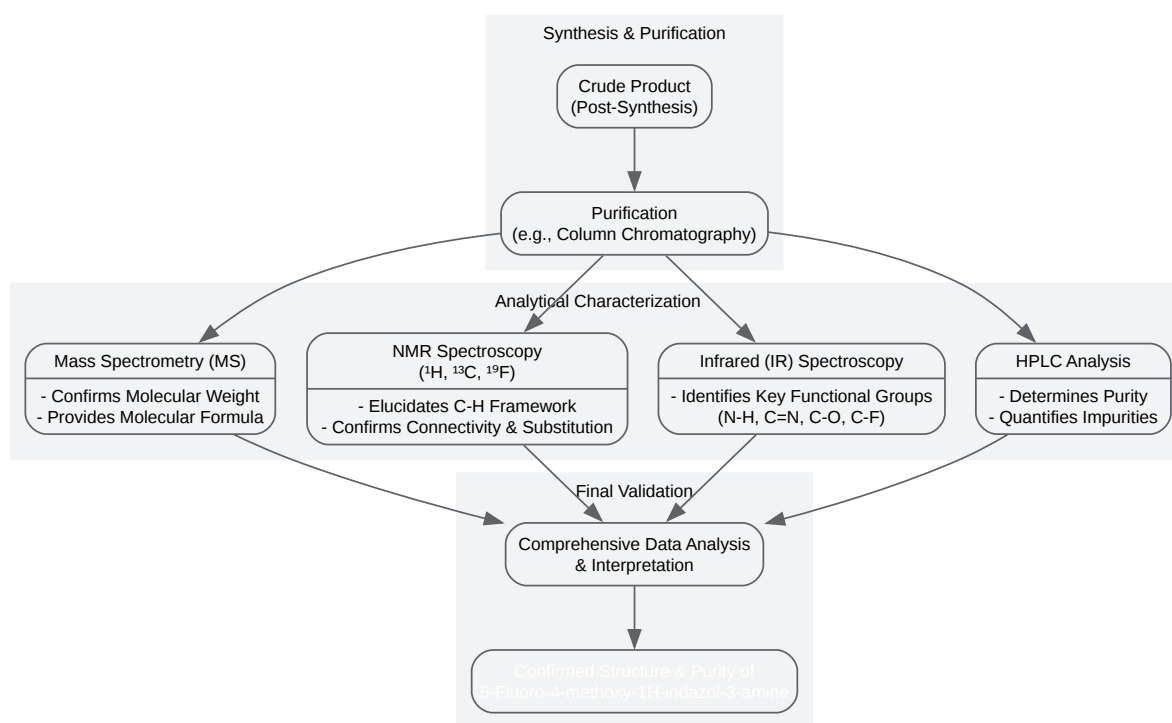 Synthesis & Purification
Crude Product
(Post-Synthesis)
Purification
(e.g., Column Chromatography)
Analytical Characterization
Mass Spectrometry (MS)
- Confirms Molecular Weight
- Provides Molecular Formula
NMR Spectroscopy
(¹H, ¹³C, ¹⁹F)
- Elucidates C-H Framework
- Confirms Connectivity & Substitution
Infrared (IR) Spectroscopy
- Identifies Key Functional Groups
(N-H, C=N, C-O, C-F)
HPLC Analysis
- Determines Purity
- Quantifies Impurities
Final Validation
Comprehensive Data Analysis
& Interpretation
Confirmed Structure & Purity of
5-Fluoro-4-methoxy-1H-indazol-3-amine